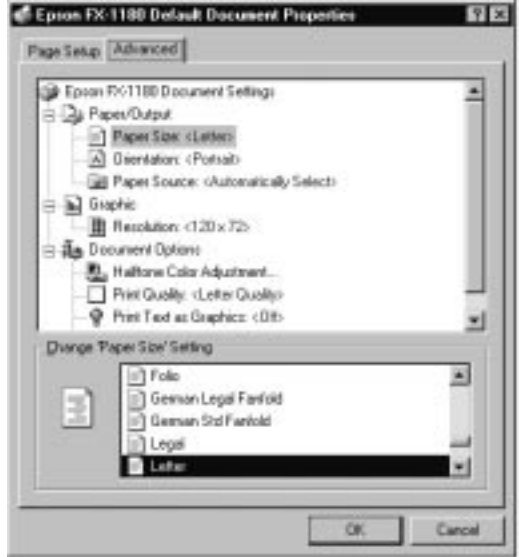 Epson FX-1180 Default Document Properties
Page Setup Advanced
Epson FX-1180 Document Settings
Paper/Output
Paper Size: <Letter>
Orientation: <Portrait>
Paper Source: <Automatically Select>
Graphic
Resolution: <120 x 72>
Document Options
Halftone Color Adjustment...
Print Quality: <Letter Quality>
Print Text as Graphics: <Off>
Change 'Paper Size' Setting
Folio
German Legal Fanfold
German Std Fanfold
Legal
Letter
OK Cancel